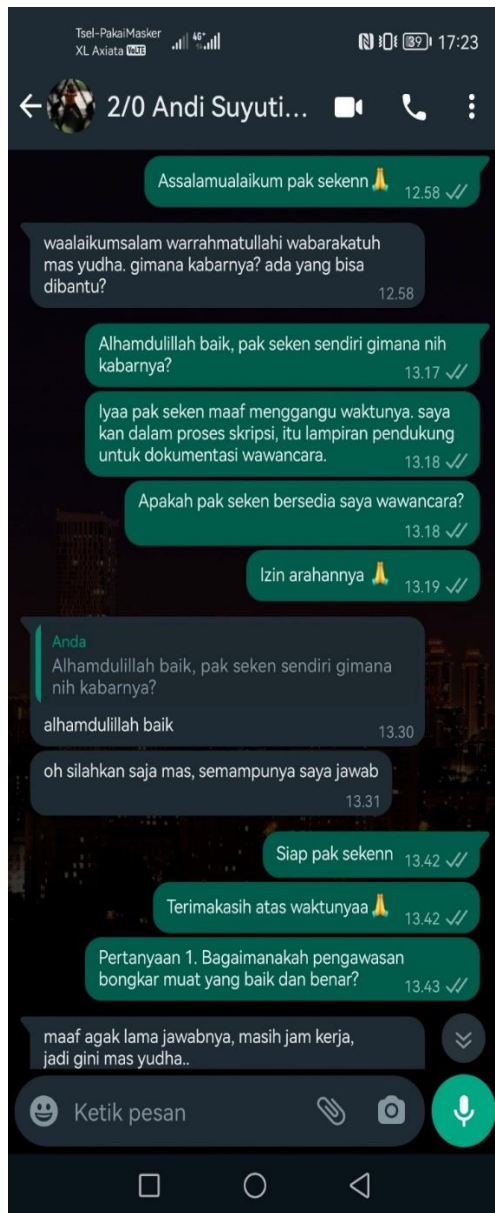 Tsel-PakaiMasker
XL Axiata VoLTE 46+ 39 17:23
2/0 Andi Suyuti...
Assalamualaikum pak sekenn🙏 12.58
waalaikumsalam warrahmatullahi wabarakatuh
mas yudha. gimana kabarnya? ada yang bisa
dibantu? 12.58
Alhamdulillah baik, pak seken sendiri gimana nih
kabarnya? 13.17
Iyaa pak seken maaf menggangu waktunya. saya
kan dalam proses skripsi, itu lampiran pendukung
untuk dokumentasi wawancara. 13.18
Apakah pak seken bersedia saya wawancara?
13.18
Izin arahannya 🙏 13.19
Anda
Alhamdulillah baik, pak seken sendiri gimana
nih kabarnya?
alhamdulillah baik 13.30
oh silahkan saja mas, semampunya saya jawab
13.31
Siap pak sekenn 13.42
Terimakasih atas waktunyaa🙏 13.42
Pertanyaan 1. Bagaimanakah pengawasan
bongkar muat yang baik dan benar? 13.43
maaf agak lama jawabnya, masih jam kerja,
jadi gini mas yudha..
Ketik pesan